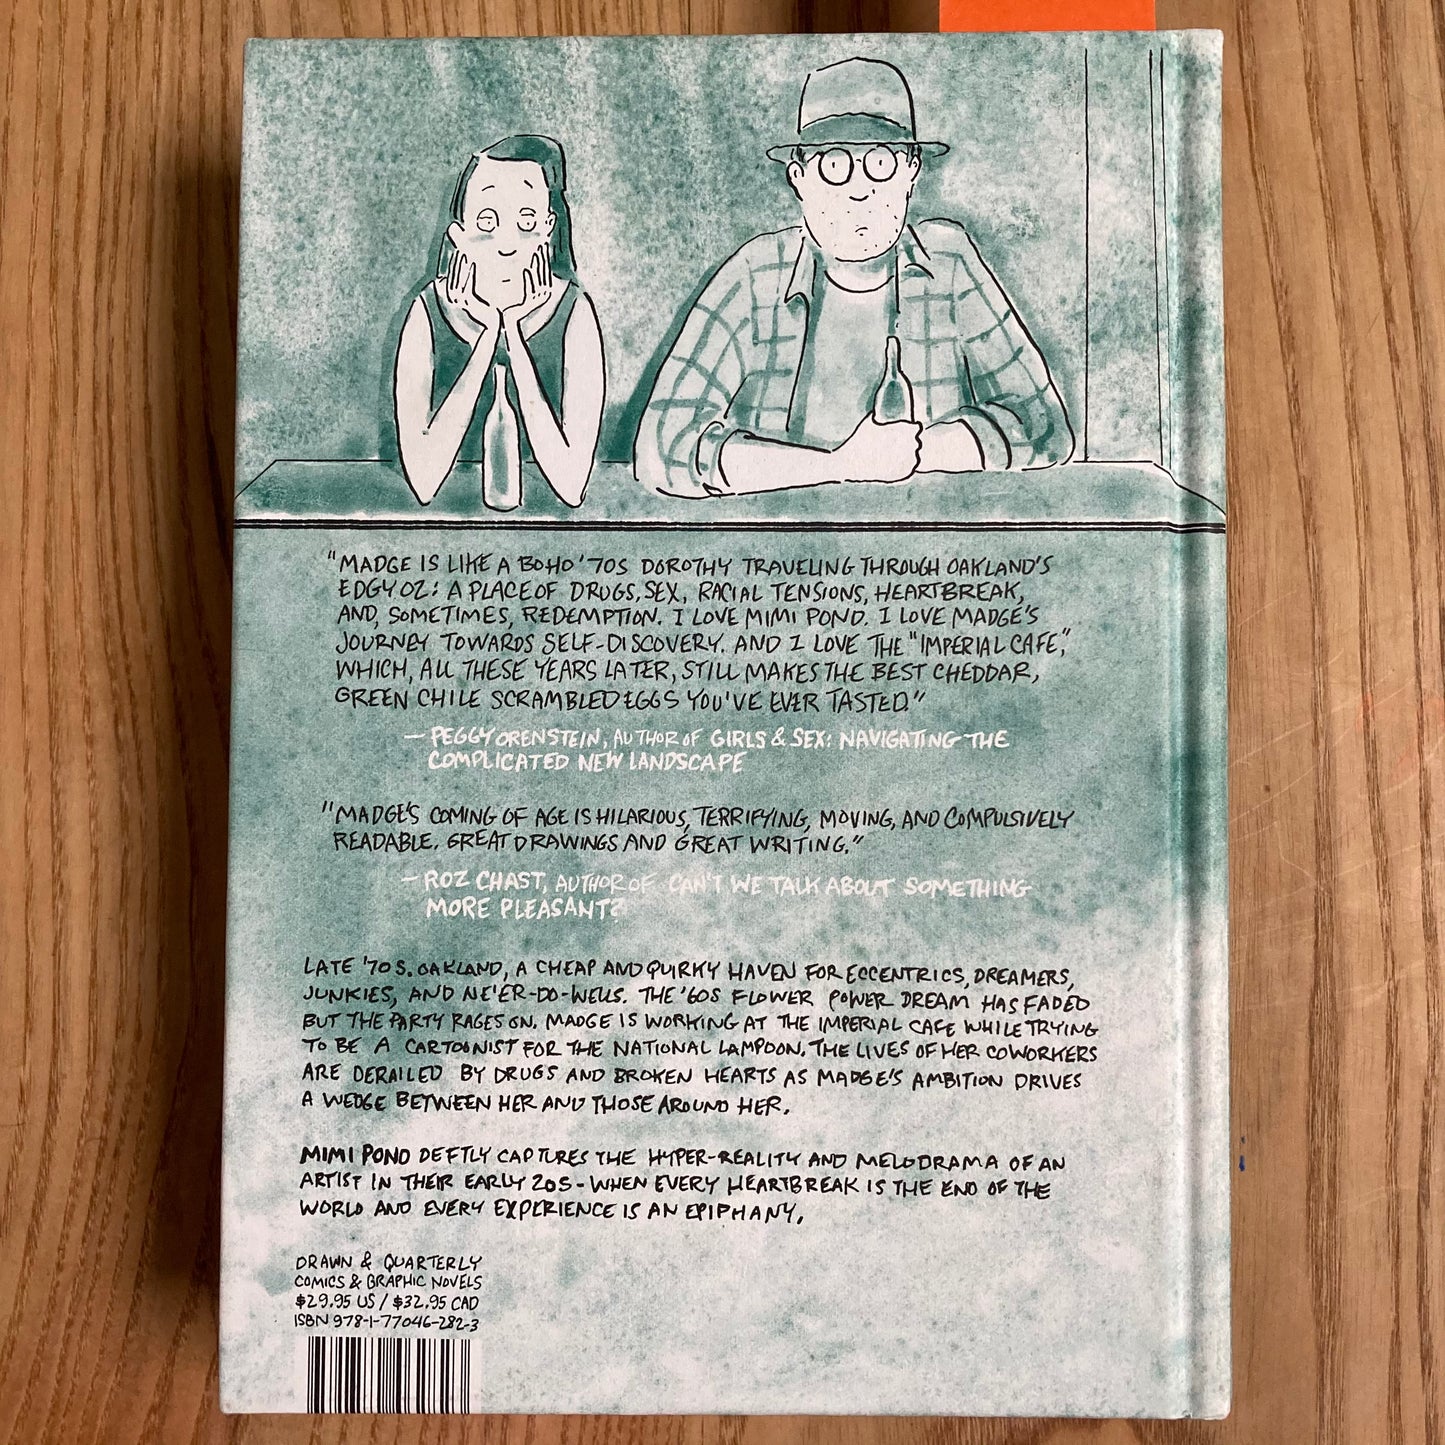 "MADGE IS LIKE A BOHO '70S DOROTHY TRAVELING THROUGH OAKLAND'S
EDGY OZ: A PLACE OF DRUGS, SEX, RACIAL TENSIONS, HEARTBREAK,
AND, SOMETIMES, REDEMPTION. I LOVE MIMI POND. I LOVE MADGE'S
JOURNEY TOWARDS SELF-DISCOVERY. AND I LOVE THE "IMPERIAL CAFE,"
WHICH, ALL THESE YEARS LATER, STILL MAKES THE BEST CHEDDAR,
GREEN CHILE SCRAMBLED EGGS YOU'VE EVER TASTED."
— PEGGY ORENSTEIN, AUTHOR OF GIRLS & SEX: NAVIGATING THE
COMPLICATED NEW LANDSCAPE
"MADGE'S COMING OF AGE IS HILARIOUS, TERRIFYING, MOVING, AND COMPULSIVELY
READABLE. GREAT DRAWINGS AND GREAT WRITING."
— ROZ CHAST, AUTHOR OF CAN'T WE TALK ABOUT SOMETHING
MORE PLEASANT?
LATE '70S. OAKLAND, A CHEAP AND QUIRKY HAVEN FOR ECCENTRICS, DREAMERS,
JUNKIES, AND NE'ER-DO-WELLS. THE '60S FLOWER POWER DREAM HAS FADED
BUT THE PARTY RAGES ON. MADGE IS WORKING AT THE IMPERIAL CAFE WHILE TRYING
TO BE A CARTOONIST FOR THE NATIONAL LAMPOON. THE LIVES OF HER COWORKERS
ARE DERAILED BY DRUGS AND BROKEN HEARTS AS MADGE'S AMBITION DRIVES
A WEDGE BETWEEN HER AND THOSE AROUND HER.
MIMI POND DEFTLY CAPTURES THE HYPER-REALITY AND MELODRAMA OF AN
ARTIST IN THEIR EARLY 20S - WHEN EVERY HEARTBREAK IS THE END OF THE
WORLD AND EVERY EXPERIENCE IS AN EPIPHANY.
DRAWN & QUARTERLY
COMICS & GRAPHIC NOVELS
$29.95 US / $32.95 CAD
ISBN 978-1-77046-282-3